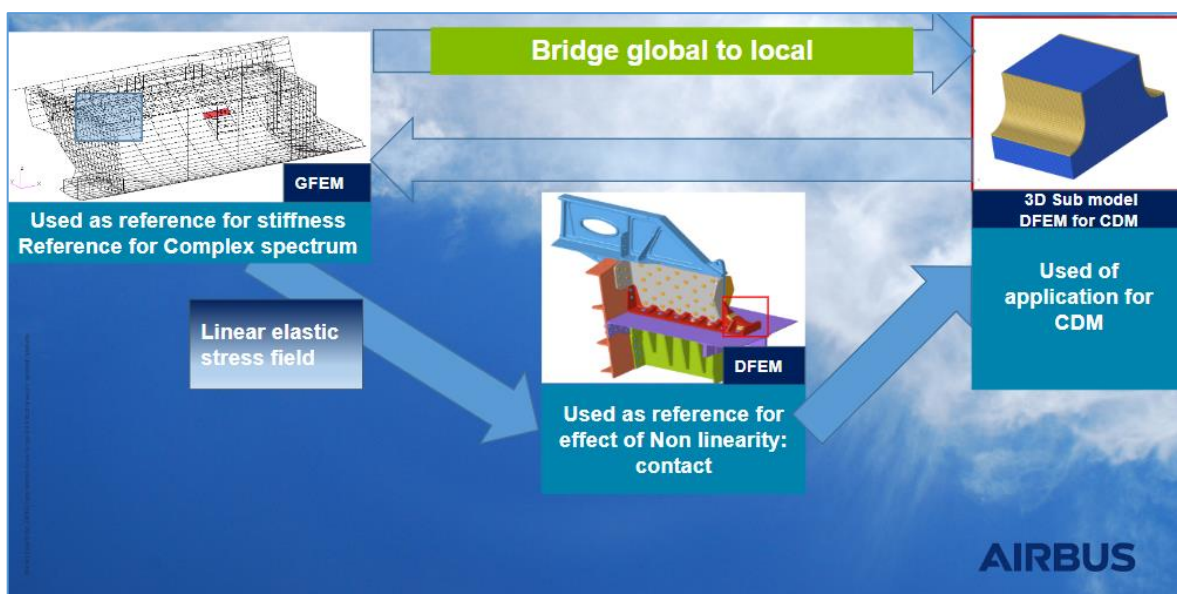 Bridge global to local
GFEM
Used as reference for stiffness
Reference for Complex spectrum
Linear elastic
stress field
DFEM
Used as reference for
effect of Non linearity:
contact
3D Sub model
DFEM for CDM
Used of
application for
CDM
AIRBUS